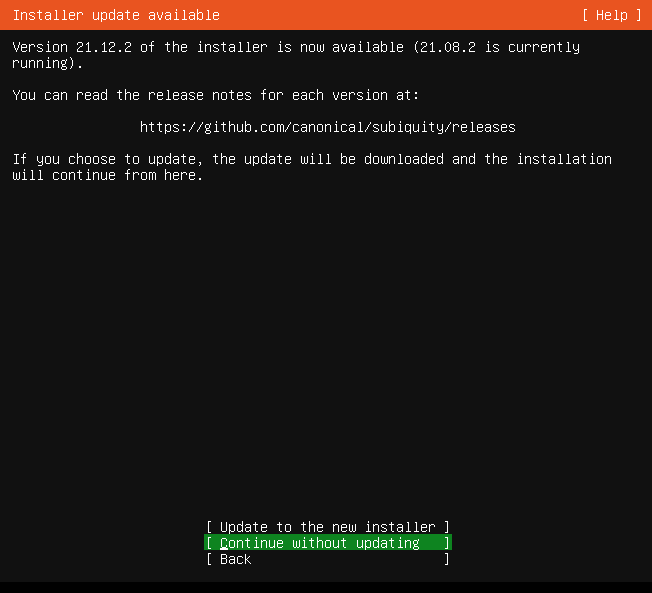 Installer update available [ Help ]
Version 21.12.2 of the installer is now available (21.08.2 is currently
running).
You can read the release notes for each version at:
https://github.com/canonical/subiquity/releases
If you choose to update, the update will be downloaded and the installation
will continue from here.
[ Update to the new installer ]
[ Continue without updating ]
[ Back ]